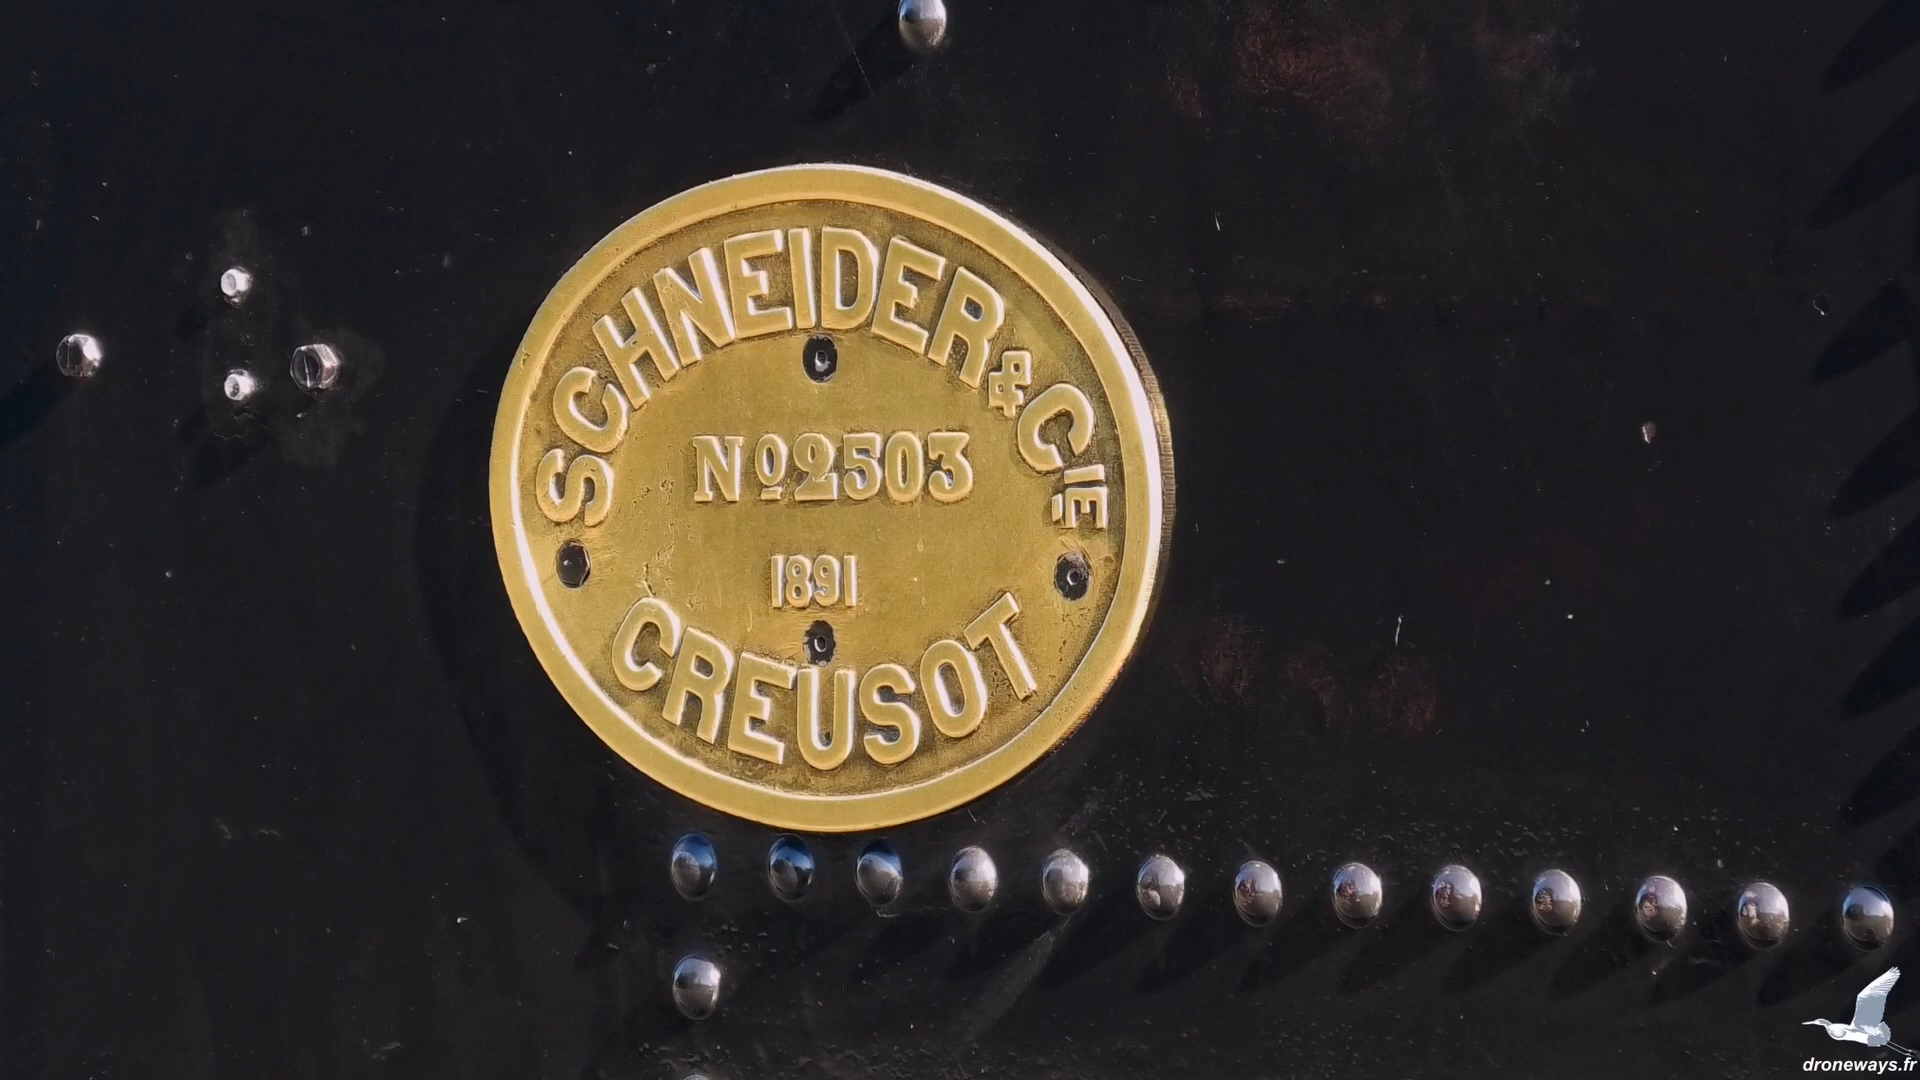 SCHNEIDER & CIE
Nº 2503
1891
CREUSOT
droneways.fr